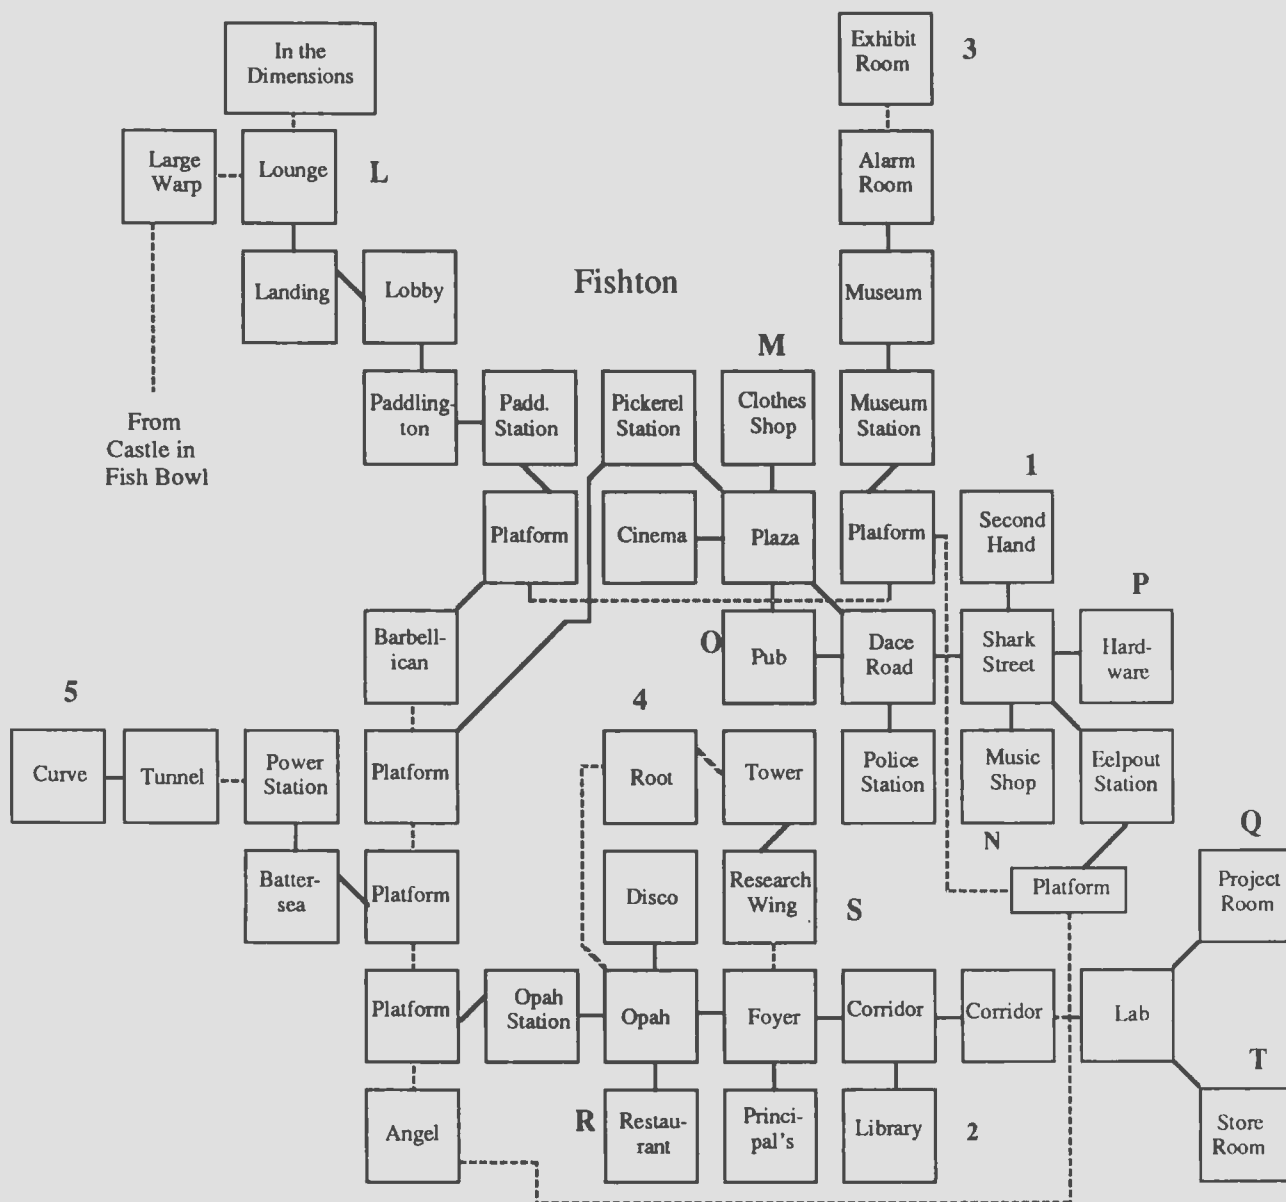 Exhibit
Room
3
In the
Dimensions
Large
Warp
Lounge
L
Alarm
Room
Landing
Lobby
Fishton
Museum
M
Paddling-
ton
Padd.
Station
Pickerel
Station
Clothes
Shop
Museum
Station
From
Castle in
Fish Bowl
1
Platform
Cinema
Plaza
Platform
Second
Hand
P
Barbell-
ican
O
Pub
Dace
Road
Shark
Street
Hard-
ware
5
4
Curve
Tunnel
Power
Station
Platform
Root
Tower
Police
Station
Music
Shop
Eelpout
Station
N
Q
Batter-
sea
Platform
Disco
Research
Wing
S
Platform
Project
Room
Platform
Opah
Station
Opah
Foyer
Corridor
Corridor
Lab
T
Angel
R
Restau-
rant
Princi-
pal's
Library
2
Store
Room